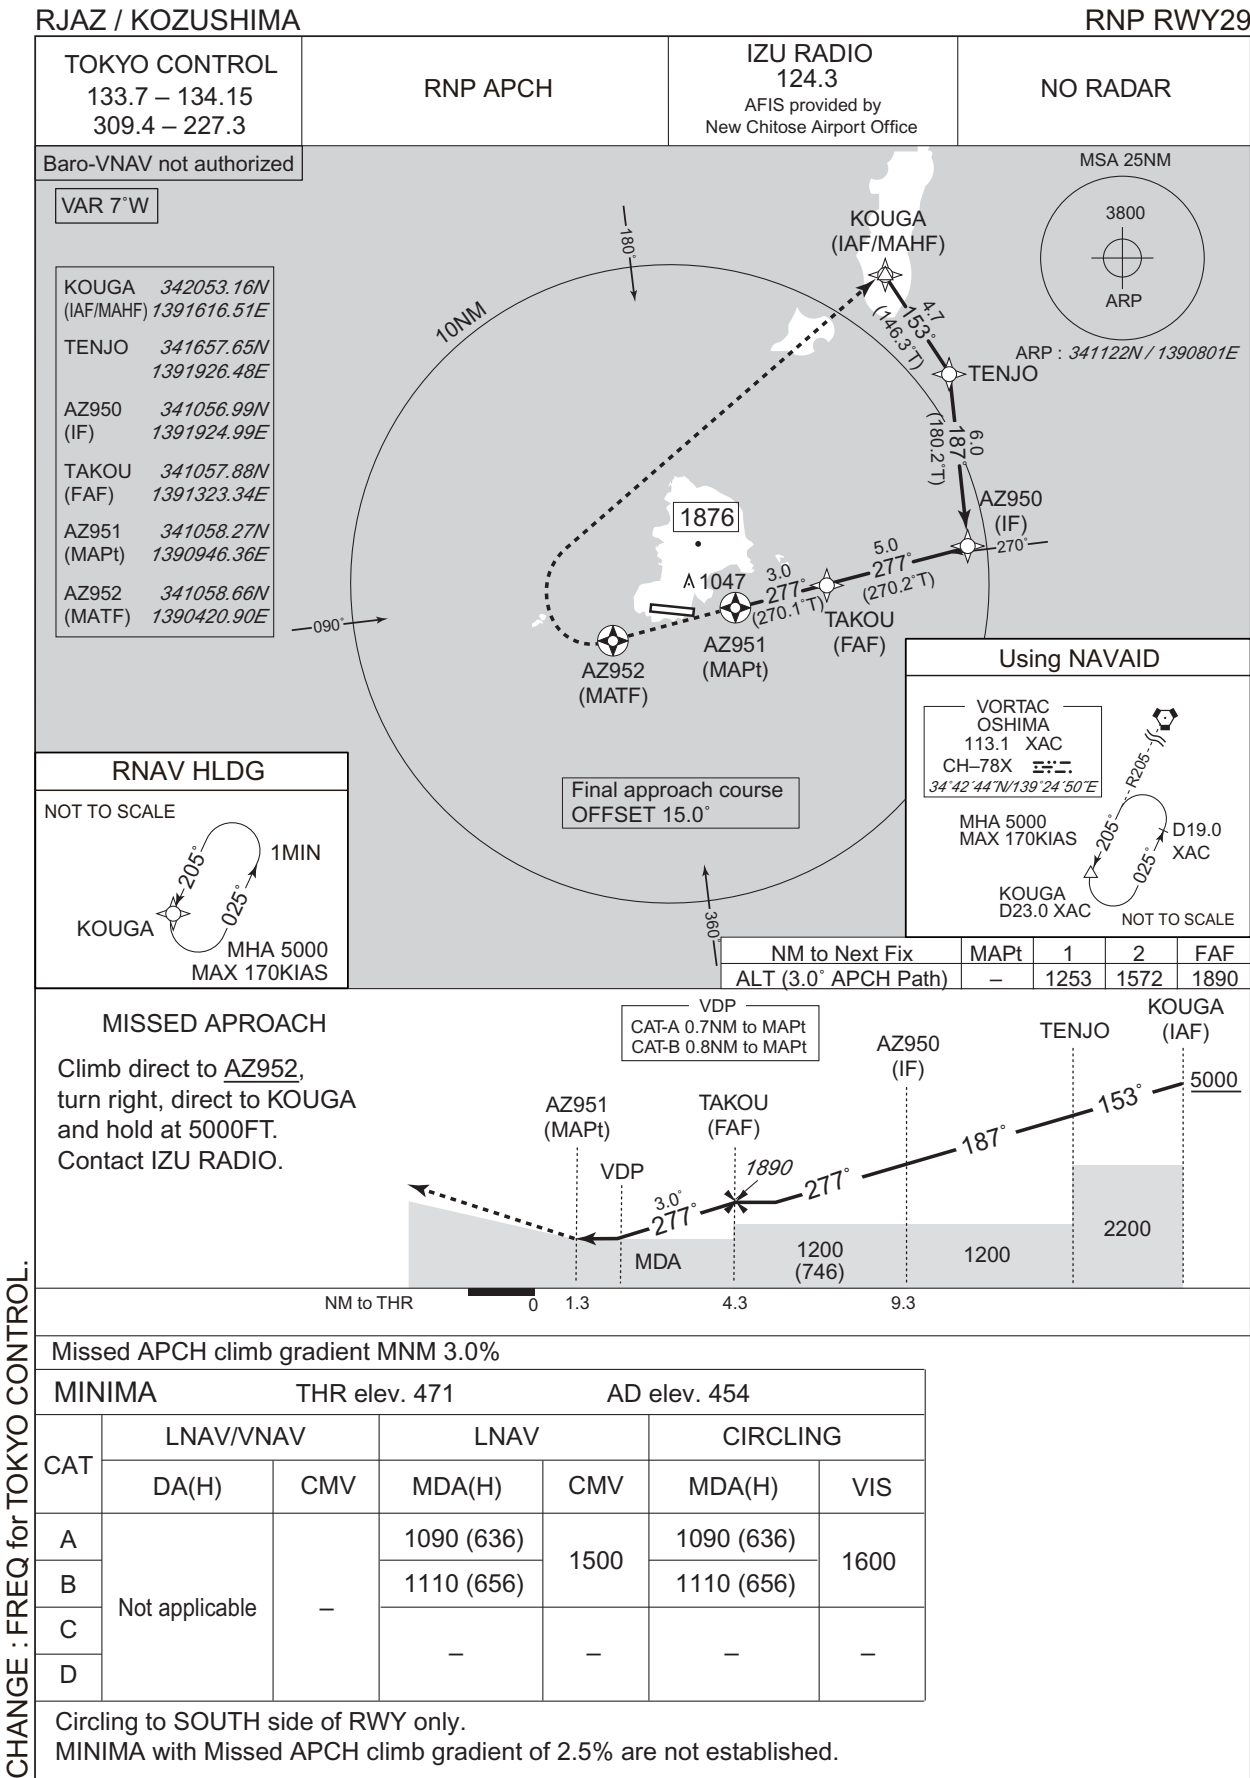 RJAZ / KOZUSHIMA
RNP RWY29
TOKYO CONTROL
133.7 – 134.15
309.4 – 227.3
RNP APCH
IZU RADIO
124.3
AFIS provided by
New Chitose Airport Office
NO RADAR
Baro-VNAV not authorized
VAR 7˚W
MSA 25NM
3800
ARP
ARP : 341122N / 1390801E
KOUGA 342053.16N
(IAF/MAHF) 1391616.51E
TENJO 341657.65N
1391926.48E
AZ950 341056.99N
(IF) 1391924.99E
TAKOU 341057.88N
(FAF) 1391323.34E
AZ951 341058.27N
(MAPt) 1390946.36E
AZ952 341058.66N
(MATF) 1390420.90E
180˚
10NM
KOUGA
(IAF/MAHF)
4.7
153˚
(146.3˚T)
TENJO
6.0
187˚
(180.2˚T)
AZ950
(IF)
270˚
5.0
277˚
(270.2˚T)
3.0
277˚
(270.1˚T)
1876
1047
TAKOU
(FAF)
AZ951
(MAPt)
AZ952
(MATF)
090˚
360˚
Final approach course
OFFSET 15.0˚
RNAV HLDG
NOT TO SCALE
205˚
025˚
1MIN
KOUGA
MHA 5000
MAX 170KIAS
Using NAVAID
VORTAC
OSHIMA
113.1 XAC
CH–78X
34˚42´44˝N/139˚24´50˝E
R205
MHA 5000
MAX 170KIAS
205˚
025˚
D19.0
XAC
KOUGA
D23.0 XAC
NOT TO SCALE
NM to Next Fix MAPt 1 2 FAF
ALT (3.0˚ APCH Path) – 1253 1572 1890
MISSED APROACH
Climb direct to AZ952,
turn right, direct to KOUGA
and hold at 5000FT.
Contact IZU RADIO.
VDP
CAT-A 0.7NM to MAPt
CAT-B 0.8NM to MAPt
KOUGA
(IAF)
TENJO
AZ950
(IF)
TAKOU
(FAF)
AZ951
(MAPt)
VDP
5000
153˚
187˚
277˚
1890
3.0˚
277˚
MDA
1200
(746)
1200
2200
NM to THR 0 1.3 4.3 9.3
Missed APCH climb gradient MNM 3.0%
MINIMA THR elev. 471 AD elev. 454
CAT LNAV/VNAV LNAV CIRCLING
DA(H) CMV MDA(H) CMV MDA(H) VIS
A 1090 (636) 1500 1090 (636) 1600
B 1110 (656) 1110 (656)
Not applicable –
C – – – –
D
Circling to SOUTH side of RWY only.
MINIMA with Missed APCH climb gradient of 2.5% are not established.
CHANGE : FREQ for TOKYO CONTROL.